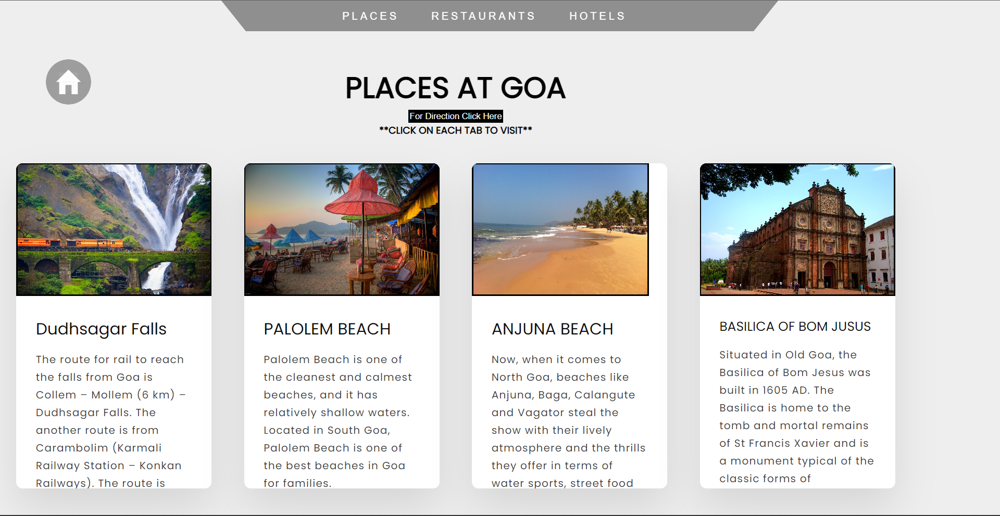 PLACES RESTAURANTS HOTELS
PLACES AT GOA
For Direction Click Here
**CLICK ON EACH TAB TO VISIT**
Dudhsagar Falls
The route for rail to reach
the falls from Goa is
Collem – Mollem (6 km) –
Dudhsagar Falls. The
another route is from
Carambolim (Karmali
Railway Station – Konkan
Railways). The route is
PALOLEM BEACH
Palolem Beach is one of
the cleanest and calmest
beaches, and it has
relatively shallow waters.
Located in South Goa,
Palolem Beach is one of
the best beaches in Goa
for families.
ANJUNA BEACH
Now, when it comes to
North Goa, beaches like
Anjuna, Baga, Calangute
and Vagator steal the
show with their lively
atmosphere and the thrills
they offer in terms of
water sports, street food
BASILICA OF BOM JUSUS
Situated in Old Goa, the
Basilica of Bom Jesus was
built in 1605 AD. The
Basilica is home to the
tomb and mortal remains
of St Francis Xavier and is
a monument typical of the
classic forms of